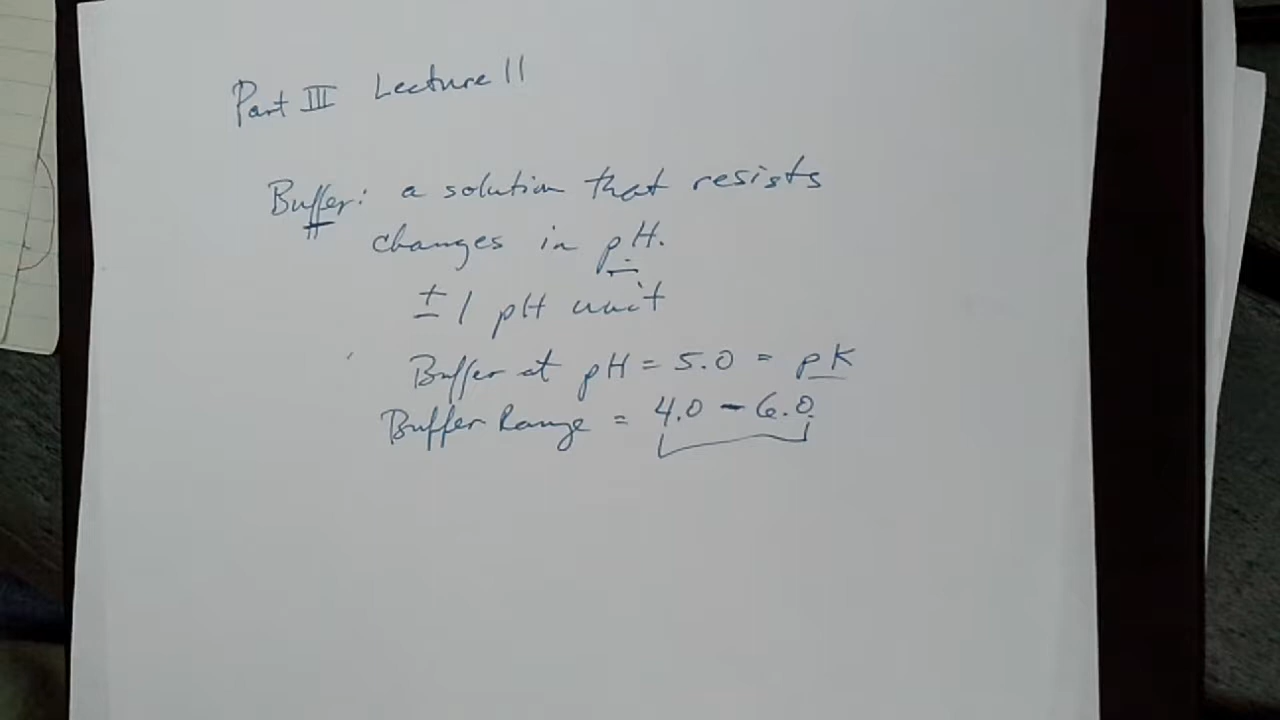 Part III Lecture 11
Buffer: a solution that resists
changes in pH.
± 1 pH unit
Buffer at pH = 5.0 = pK
Buffer Range = 4.0 - 6.0